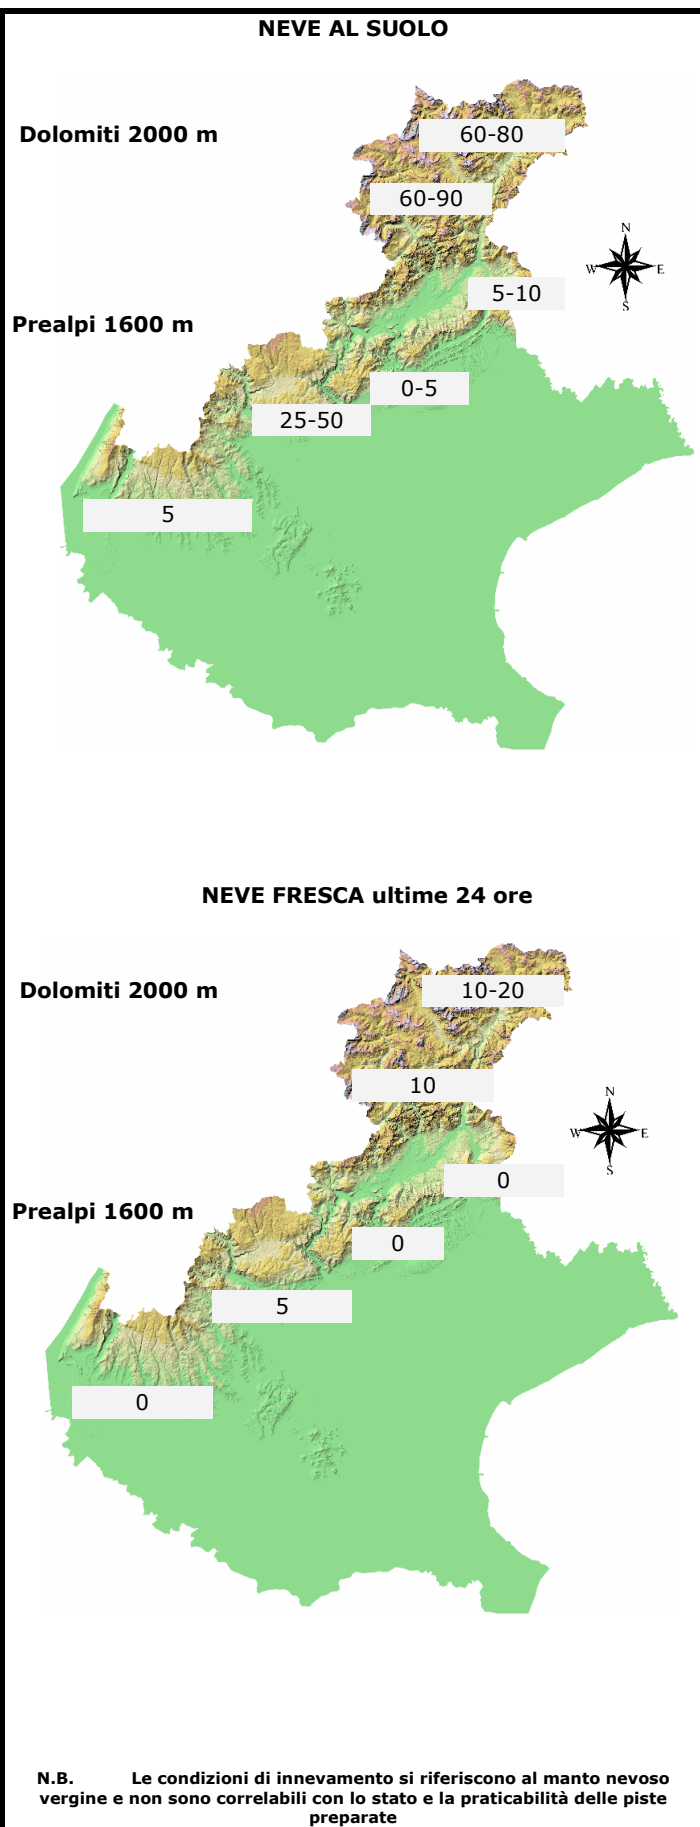 NEVE AL SUOLO
Dolomiti 2000 m
60-80
60-90
N
W E
S
5-10
Prealpi 1600 m
0-5
25-50
5
NEVE FRESCA ultime 24 ore
Dolomiti 2000 m
10-20
10
N
W E
S
0
Prealpi 1600 m
0
5
0
N.B. Le condizioni di innevamento si riferiscono al manto nevoso
vergine e non sono correlabili con lo stato e la praticabilità delle piste
preparate